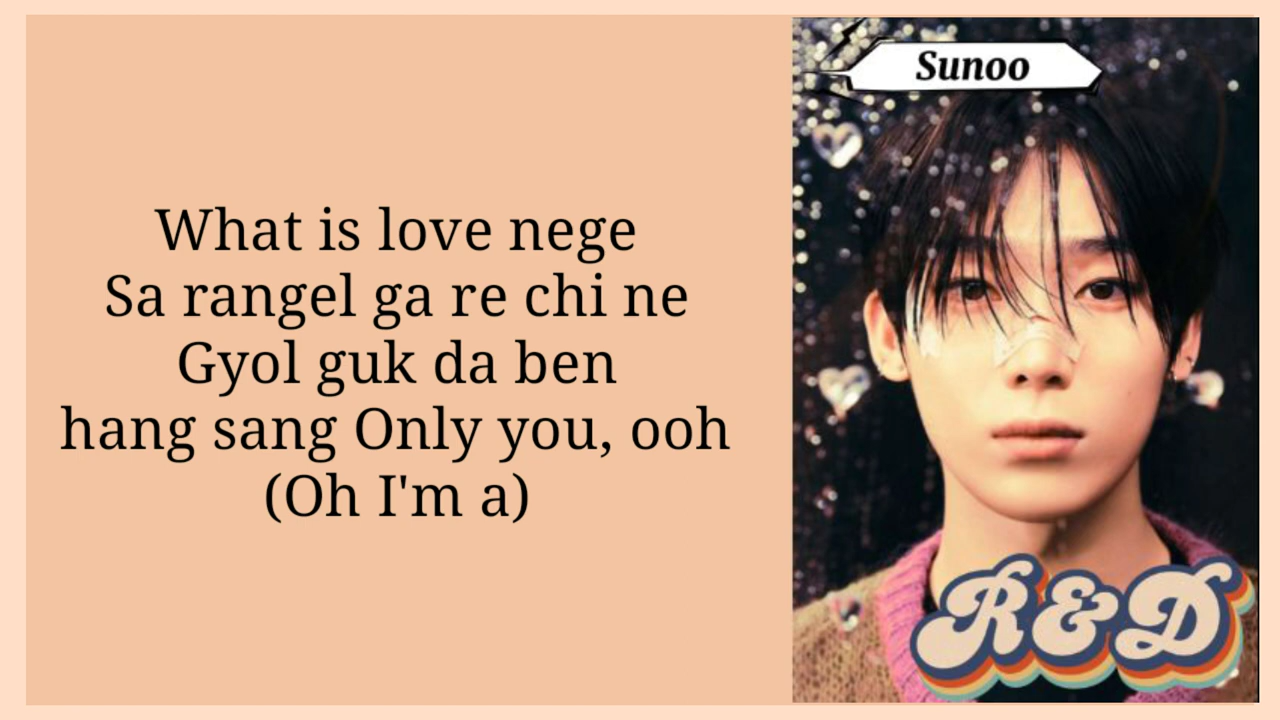 What is love nege
Sa rangel ga re chi ne
Gyol guk da ben
hang sang Only you, ooh
(Oh I'm a)
Sunoo
R&D